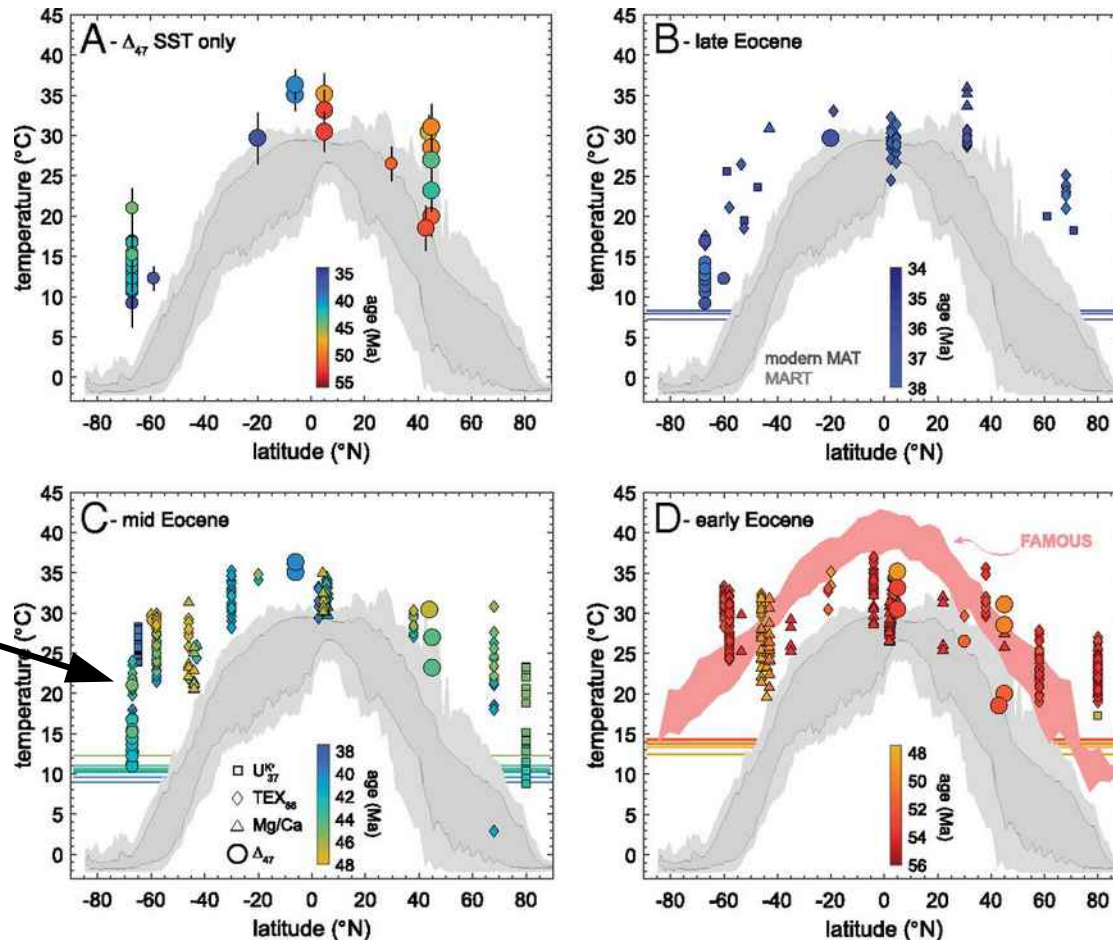 A - Δ47 SST only
45
40
35
30
25
20
15
10
5
0
temperature (°C)
35
40
45
50
55
age (Ma)
-80 -60 -40 -20 0 20 40 60 80
latitude (°N)
B - late Eocene
45
40
35
30
25
20
15
10
5
0
temperature (°C)
34
35
36
37
38
age (Ma)
modern MAT
MART
-80 -60 -40 -20 0 20 40 60 80
latitude (°N)
C - mid Eocene
45
40
35
30
25
20
15
10
5
0
temperature (°C)
U37K'
TEX86
Mg/Ca
Δ47
38
40
42
44
46
48
age (Ma)
-80 -60 -40 -20 0 20 40 60 80
latitude (°N)
D - early Eocene
FAMOUS
45
40
35
30
25
20
15
10
5
0
temperature (°C)
48
50
52
54
56
age (Ma)
-80 -60 -40 -20 0 20 40 60 80
latitude (°N)